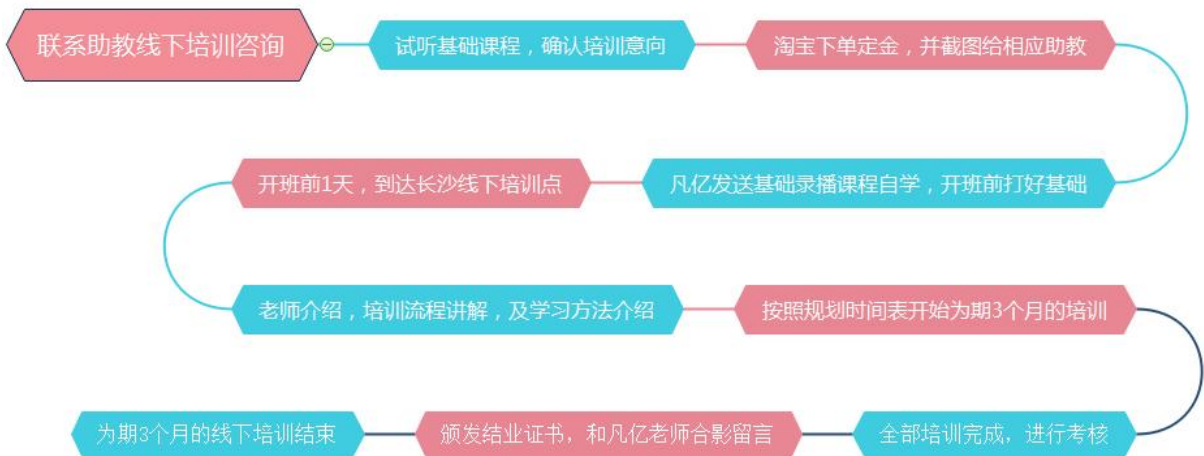 联系助教线下培训咨询
试听基础课程，确认培训意向
淘宝下单定金，并截图给相应助教
凡亿发送基础录播课程自学，开班前打好基础
开班前1天，到达长沙线下培训点
老师介绍，培训流程讲解，及学习方法介绍
按照规划时间表开始为期3个月的培训
全部培训完成，进行考核
颁发结业证书，和凡亿老师合影留言
为期3个月的线下培训结束